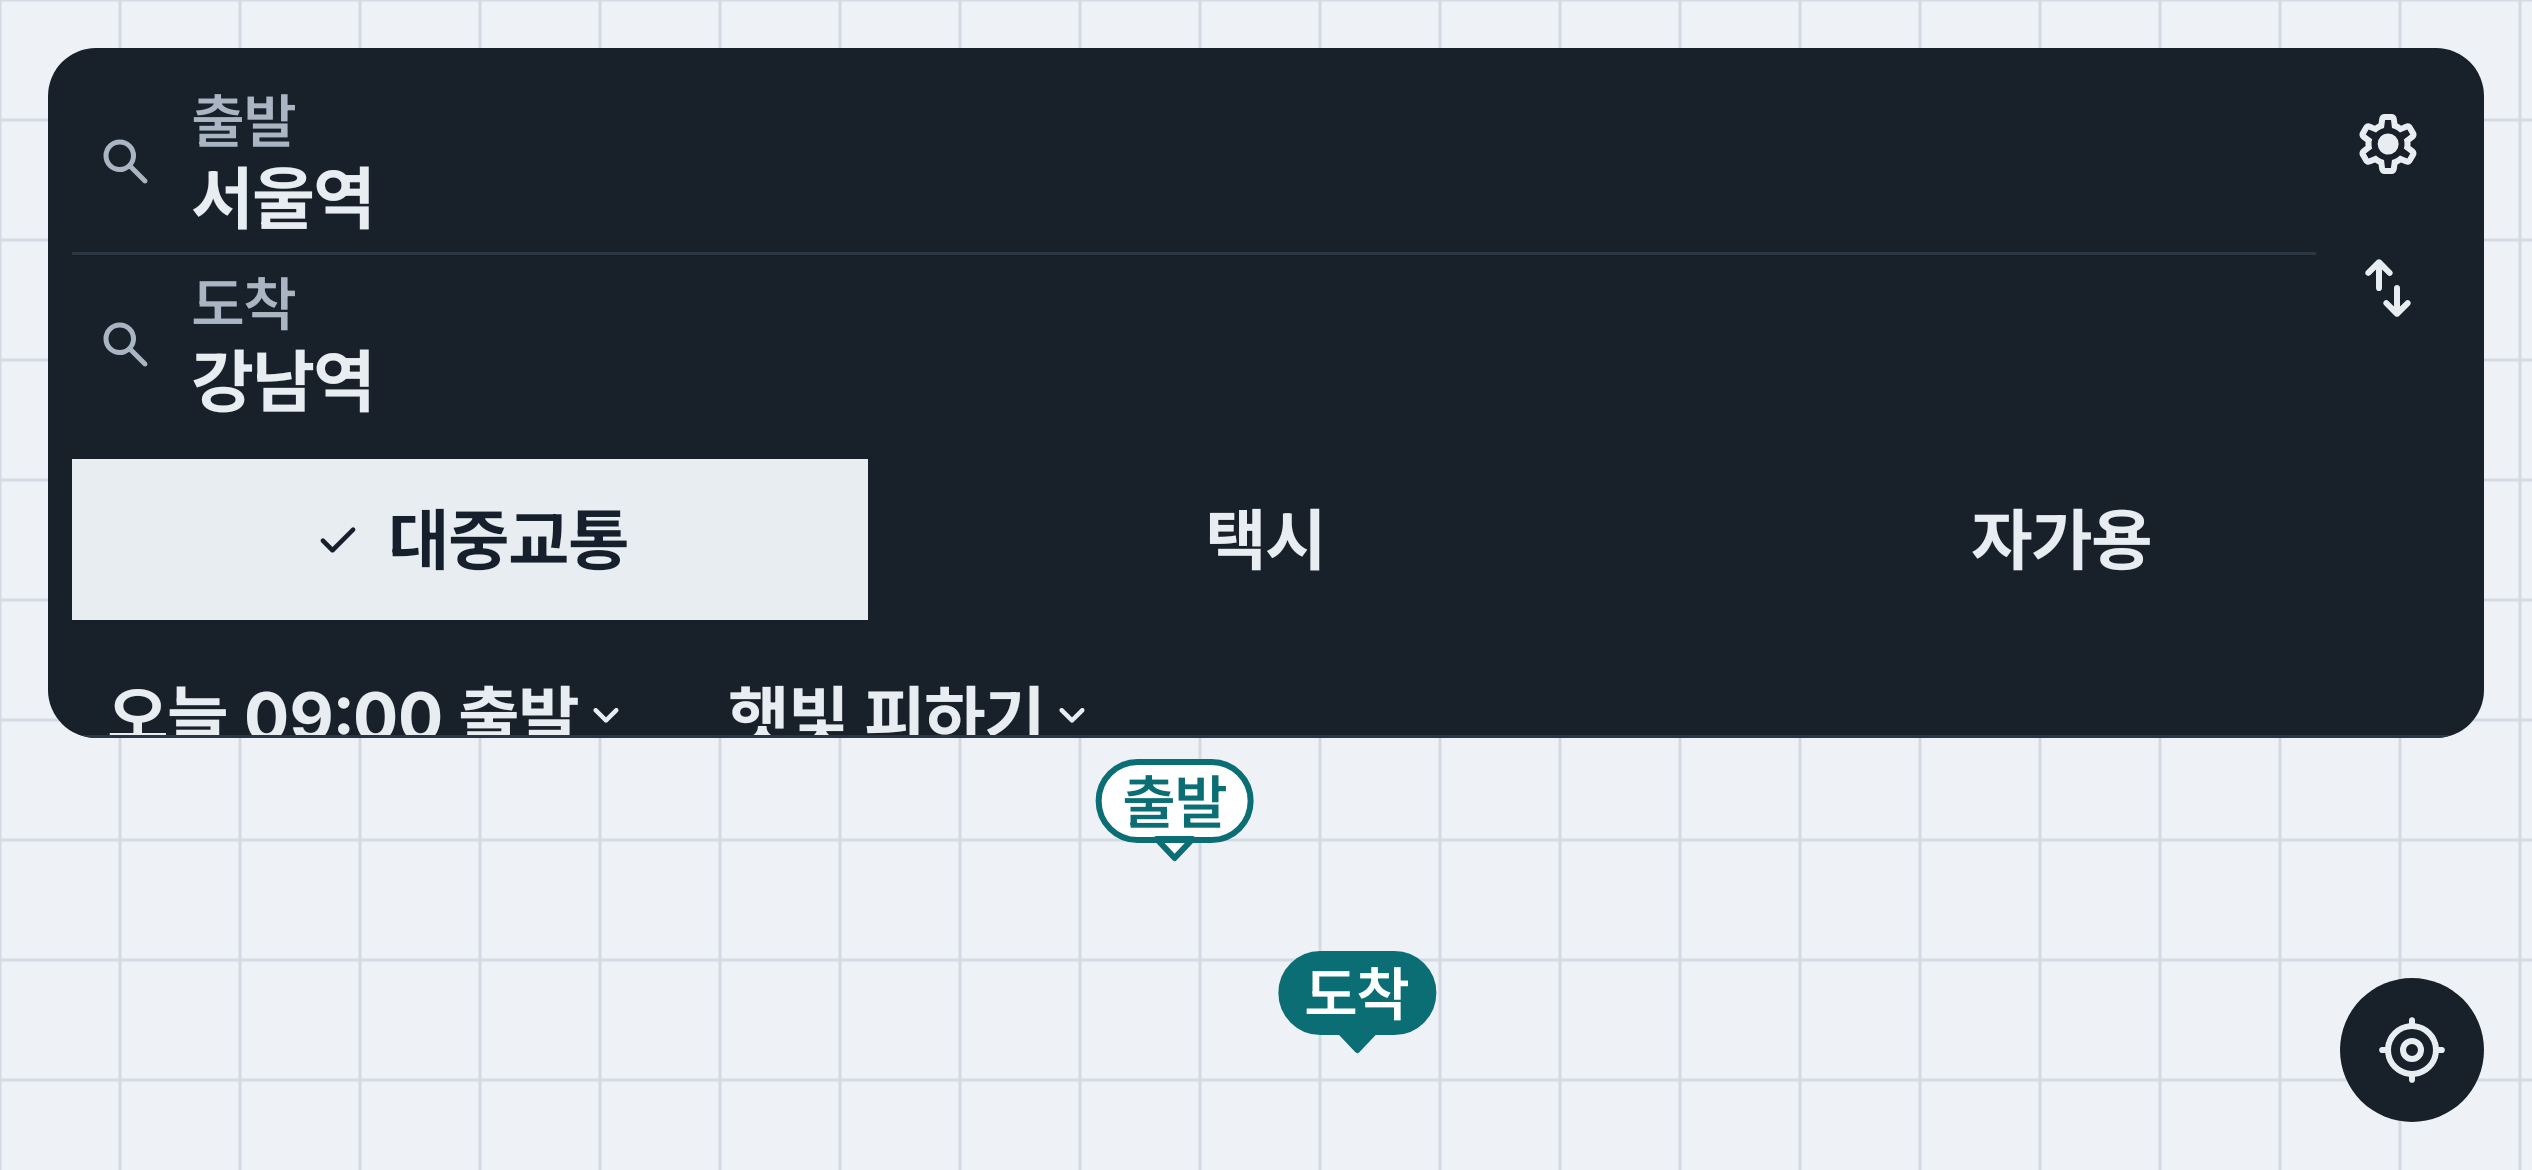 출발
서울역
도착
강남역
대중교통
택시
자가용
오늘 09:00 출발
햇빛 피하기
출발
도착